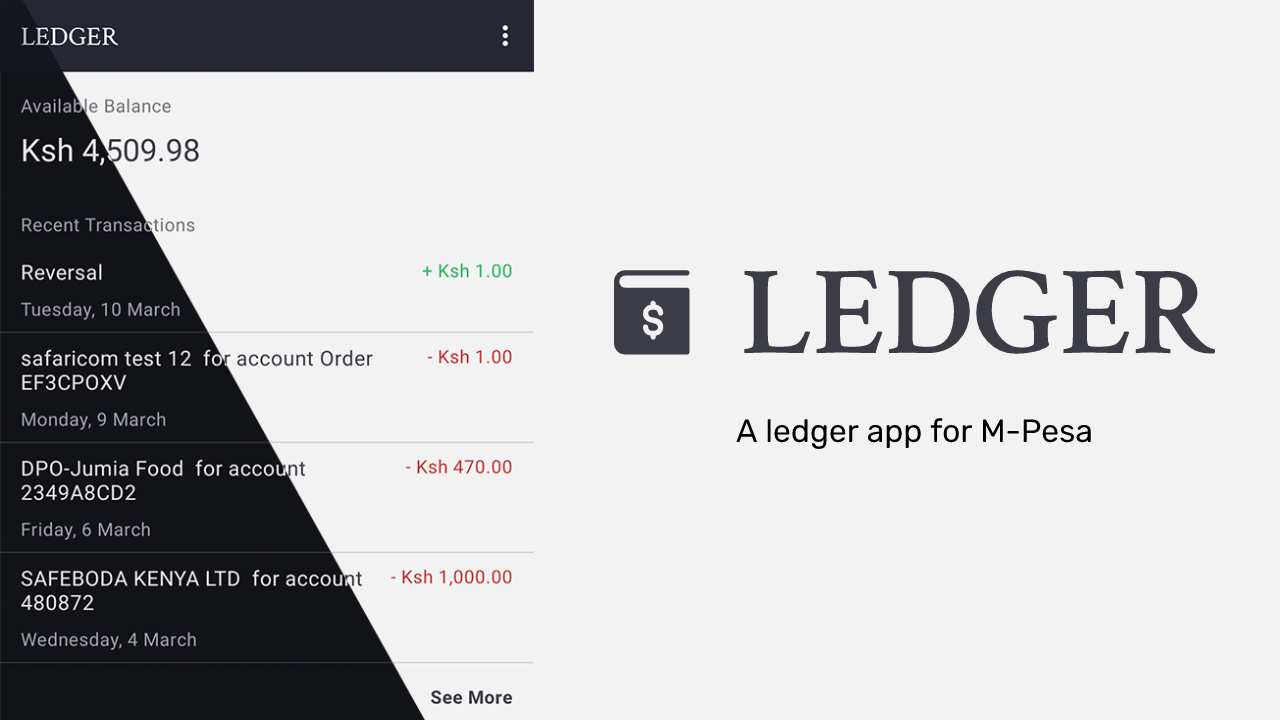 LEDGER
Available Balance
Ksh 4,509.98
Recent Transactions
Reversal + Ksh 1.00
Tuesday, 10 March
safaricom test 12  for account Order - Ksh 1.00
EF3CPOXV
Monday, 9 March
DPO-Jumia Food  for account - Ksh 470.00
2349A8CD2
Friday, 6 March
SAFEBODA KENYA LTD  for account - Ksh 1,000.00
480872
Wednesday, 4 March
See More
$ LEDGER
A ledger app for M-Pesa